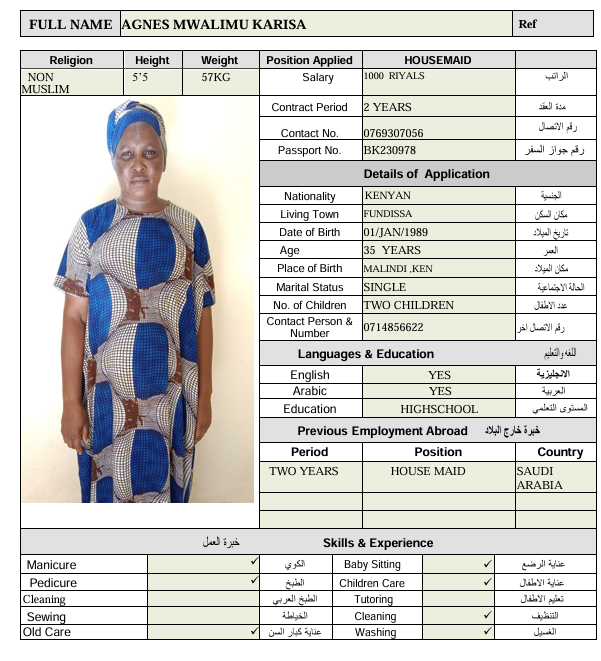 FULL NAME AGNES MWALIMU KARISA Ref
Religion Height Weight Position Applied HOUSEMAID
NON MUSLIM 5'5 57KG Salary 1000 RIYALS الراتب
Contract Period 2 YEARS مدة العقد
Contact No. 0769307056 رقم الاتصال
Passport No. BK230978 رقم جواز السفر
Details of Application
Nationality KENYAN الجنسية
Living Town FUNDISSA مكان السكن
Date of Birth 01/JAN/1989 تاريخ الميلاد
Age 35 YEARS العمر
Place of Birth MALINDI ,KEN مكان الميلاد
Marital Status SINGLE الحالة الاجتماعية
No. of Children TWO CHILDREN عدد الاطفال
Contact Person & Number 0714856622 رقم الاتصال اخر
Languages & Education اللغه والتعليم
English YES الانجليزية
Arabic YES العربية
Education HIGHSCHOOL المستوى التعلمي
Previous Employment Abroad خبرة خارج البلاد
Period Position Country
TWO YEARS HOUSE MAID SAUDI ARABIA
خبرة العمل Skills & Experience
Manicure ✓ الكوي Baby Sitting ✓ عناية الرضع
Pedicure ✓ الطبخ Children Care ✓ عناية الاطفال
Cleaning الطبخ العربي Tutoring تعليم الاطفال
Sewing الخياطة Cleaning ✓ التنظيف
Old Care ✓ عناية كبار السن Washing ✓ الغسيل